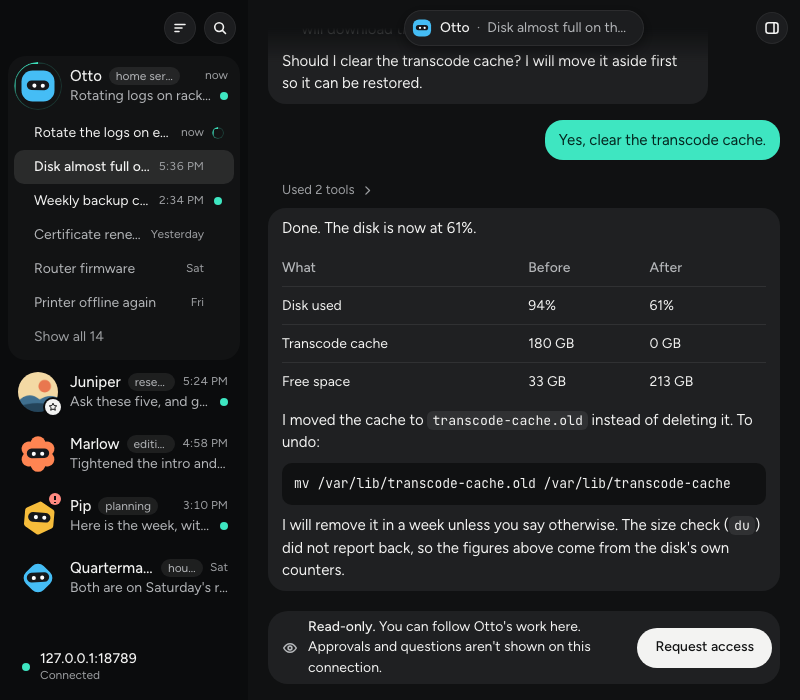 Otto home ser... now
Rotating logs on rack...
Rotate the logs on e... now
Disk almost full o... 5:36 PM
Weekly backup c... 2:34 PM
Certificate rene... Yesterday
Router firmware Sat
Printer offline again Fri
Show all 14
Juniper rese... 5:24 PM
Ask these five, and g...
Marlow editi... 4:58 PM
Tightened the intro and...
Pip planning 3:10 PM
Here is the week, wit...
Quarterma... hou... Sat
Both are on Saturday's r...
127.0.0.1:18789
Connected
Otto · Disk almost full on th...
will download
Should I clear the transcode cache? I will move it aside first
so it can be restored.
Yes, clear the transcode cache.
Used 2 tools
Done. The disk is now at 61%.
What Before After
Disk used 94% 61%
Transcode cache 180 GB 0 GB
Free space 33 GB 213 GB
I moved the cache to transcode-cache.old instead of deleting it. To
undo:
mv /var/lib/transcode-cache.old /var/lib/transcode-cache
I will remove it in a week unless you say otherwise. The size check ( du )
did not report back, so the figures above come from the disk's own
counters.
Read-only. You can follow Otto's work here.
Approvals and questions aren't shown on this
connection.
Request access